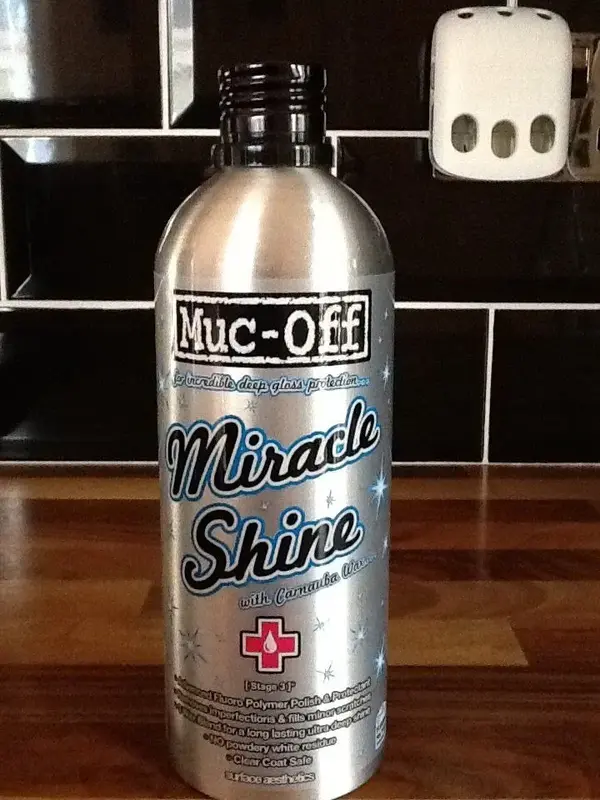 Muc-Off
for incredible deep gloss protection...
Miracle
Shine
with Carnauba Wax...
[Stage 3]
Fluoro Polymer Polish & Protectant
imperfections & fills minor scratches
Blend for a long lasting ultra deep shine
•NO powdery white residue
•Clear Coat Safe
surface aesthetics